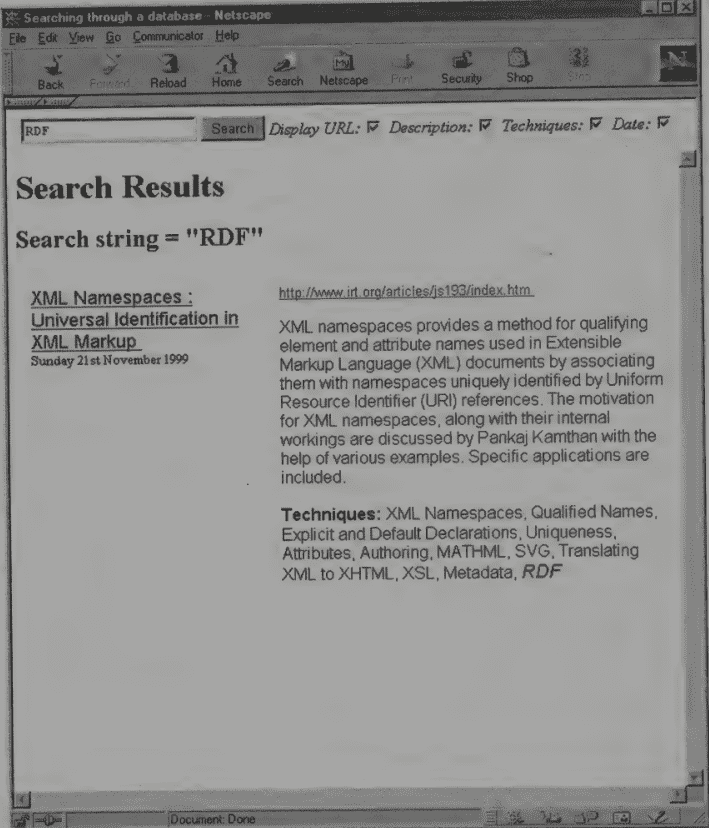 Searching through a database - Netscape
File Edit View Go Communicator Help
Back Forward Reload Home Search Netscape Print Security Shop Stop
RDF Search Display URL: Description: Techniques: Date:
Search Results
Search string = "RDF"
XML Namespaces :
Universal Identification in
XML Markup
Sunday 21st November 1999
http://www.irt.org/articles/js193/index.htm
XML namespaces provides a method for qualifying
element and attribute names used in Extensible
Markup Language (XML) documents by associating
them with namespaces uniquely identified by Uniform
Resource Identifier (URI) references. The motivation
for XML namespaces, along with their internal
workings are discussed by Pankaj Kamthan with the
help of various examples. Specific applications are
included.
Techniques: XML Namespaces, Qualified Names,
Explicit and Default Declarations, Uniqueness,
Attributes, Authoring, MATHML, SVG, Translating
XML to XHTML, XSL, Metadata, RDF
Document: Done